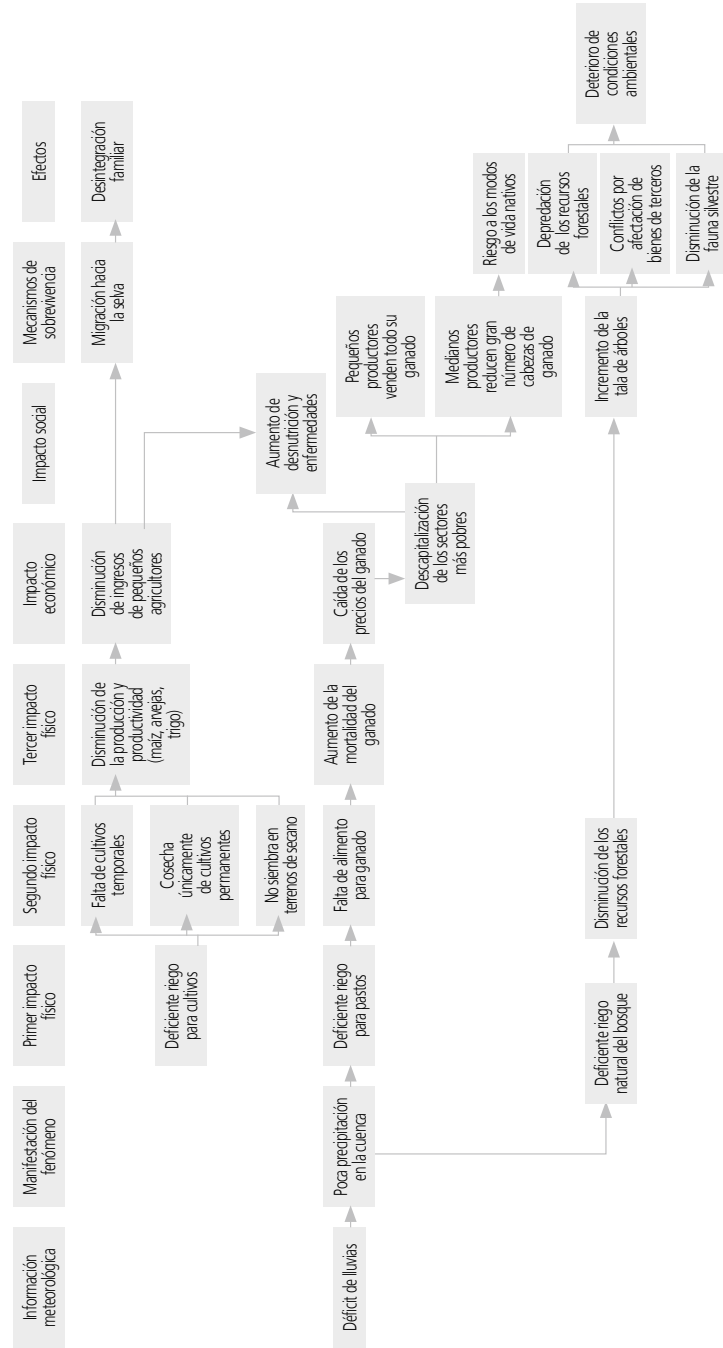 Información
meteorológica
Manifestación del
fenómeno
Primer impacto
físico
Segundo impacto
físico
Tercer impacto
físico
Impacto
económico
Impacto social
Mecanismos de
sobrevivencia
Efectos
Déficit de lluvias
Poca precipitación
en la cuenca
Deficiente riego
para cultivos
Falta de cultivos
temporales
Cosecha
únicamente
de cultivos
permanentes
No siembra en
terrenos de secano
Disminución de
la producción y
productividad
(maíz, arvejas,
trigo)
Disminución
de ingresos
de pequeños
agricultores
Migración hacia
la selva
Desintegración
familiar
Aumento de
desnutrición y
enfermedades
Deficiente riego
para pastos
Falta de alimento
para ganado
Aumento de la
mortalidad del
ganado
Caída de los
precios del ganado
Descapitalización
de los sectores
más pobres
Pequeños
productores
venden todo su
ganado
Medianos
productores
reducen gran
número de
cabezas de
ganado
Riesgo a los modos
de vida nativos
Deficiente riego
natural del bosque
Disminución de los
recursos forestales
Incremento de la
tala de árboles
Depredación
de los recursos
forestales
Conflictos por
afectación de
bienes de terceros
Disminución de la
fauna silvestre
Deterioro de
condiciones
ambientales